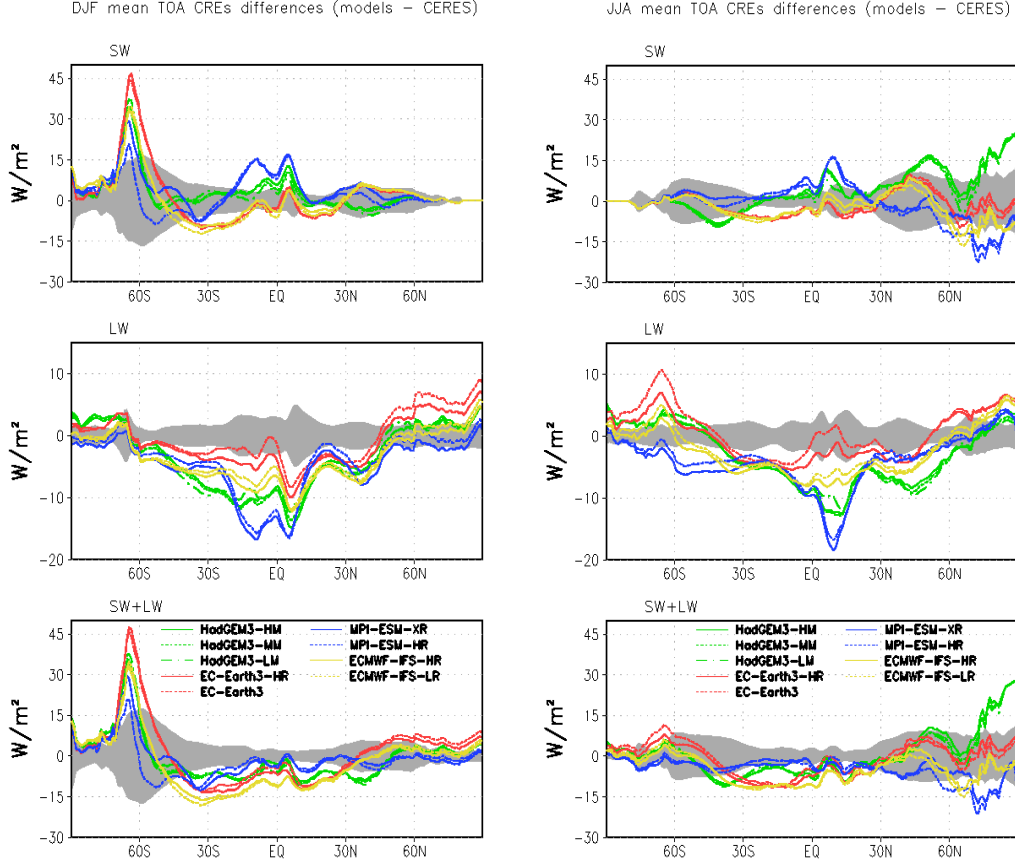 DJF mean TOA CREs differences (models − CERES)
SW
W/m²
45
30
15
0
−15
−30
60S 30S EQ 30N 60N
LW
W/m²
10
0
−10
−20
60S 30S EQ 30N 60N
SW+LW
W/m²
45
30
15
0
−15
−30
HadGEM3−HM MPI−ESM−XR
HadGEM3−MM MPI−ESM−HR
HadGEM3−LM ECMWF−IFS−HR
EC−Earth3−HR ECMWF−IFS−LR
EC−Earth3
60S 30S EQ 30N 60N
JJA mean TOA CREs differences (models − CERES)
SW
W/m²
45
30
15
0
−15
−30
60S 30S EQ 30N 60N
LW
W/m²
10
0
−10
−20
60S 30S EQ 30N 60N
SW+LW
W/m²
45
30
15
0
−15
−30
HadGEM3−HM MPI−ESM−XR
HadGEM3−MM MPI−ESM−HR
HadGEM3−LM ECMWF−IFS−HR
EC−Earth3−HR ECMWF−IFS−LR
EC−Earth3
60S 30S EQ 30N 60N